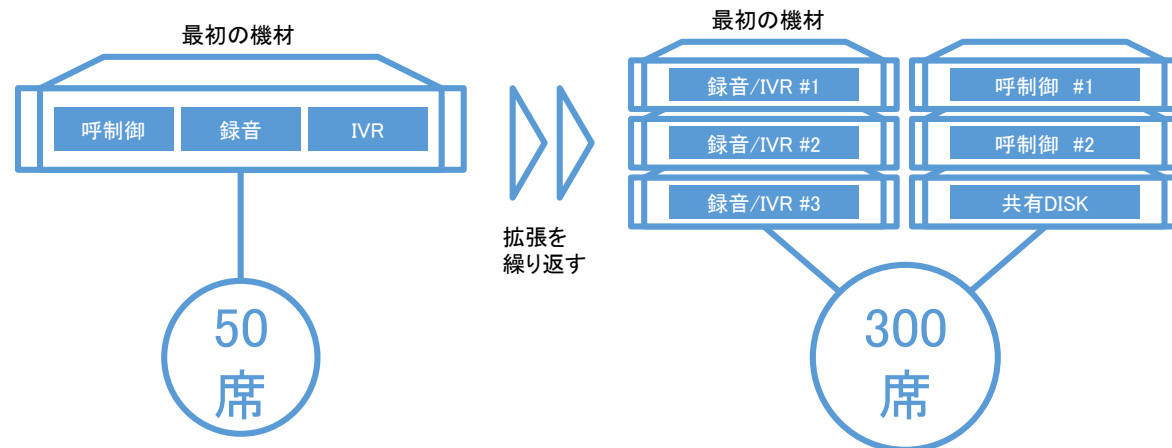 最初の機材
呼制御
録音
IVR
50
席
拡張を
繰り返す
最初の機材
録音/IVR #1
録音/IVR #2
録音/IVR #3
呼制御 #1
呼制御 #2
共有DISK
300
席